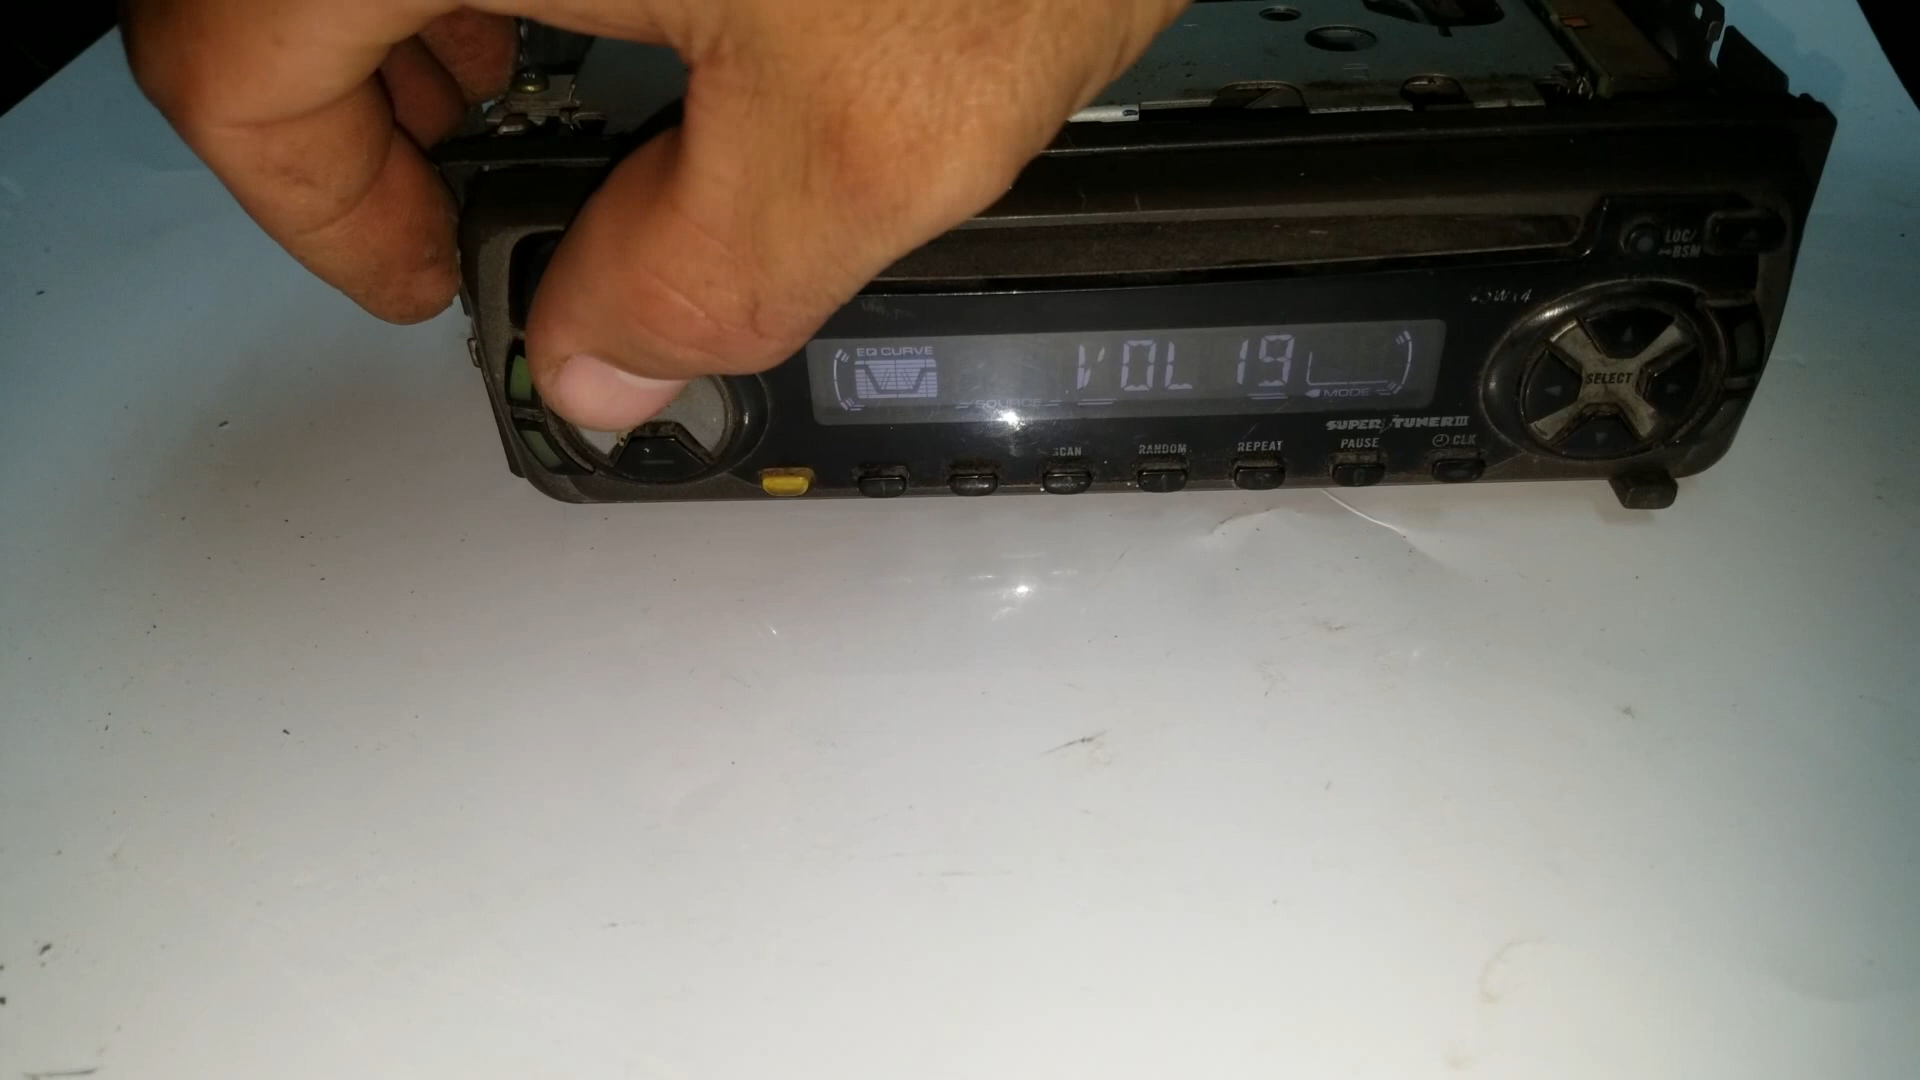 LOC/
BSM
EQ CURVE
VOL 19
SOURCE
MODE
SELECT
SUPER TUNER III
SCAN
RANDOM
REPEAT
PAUSE
CLK